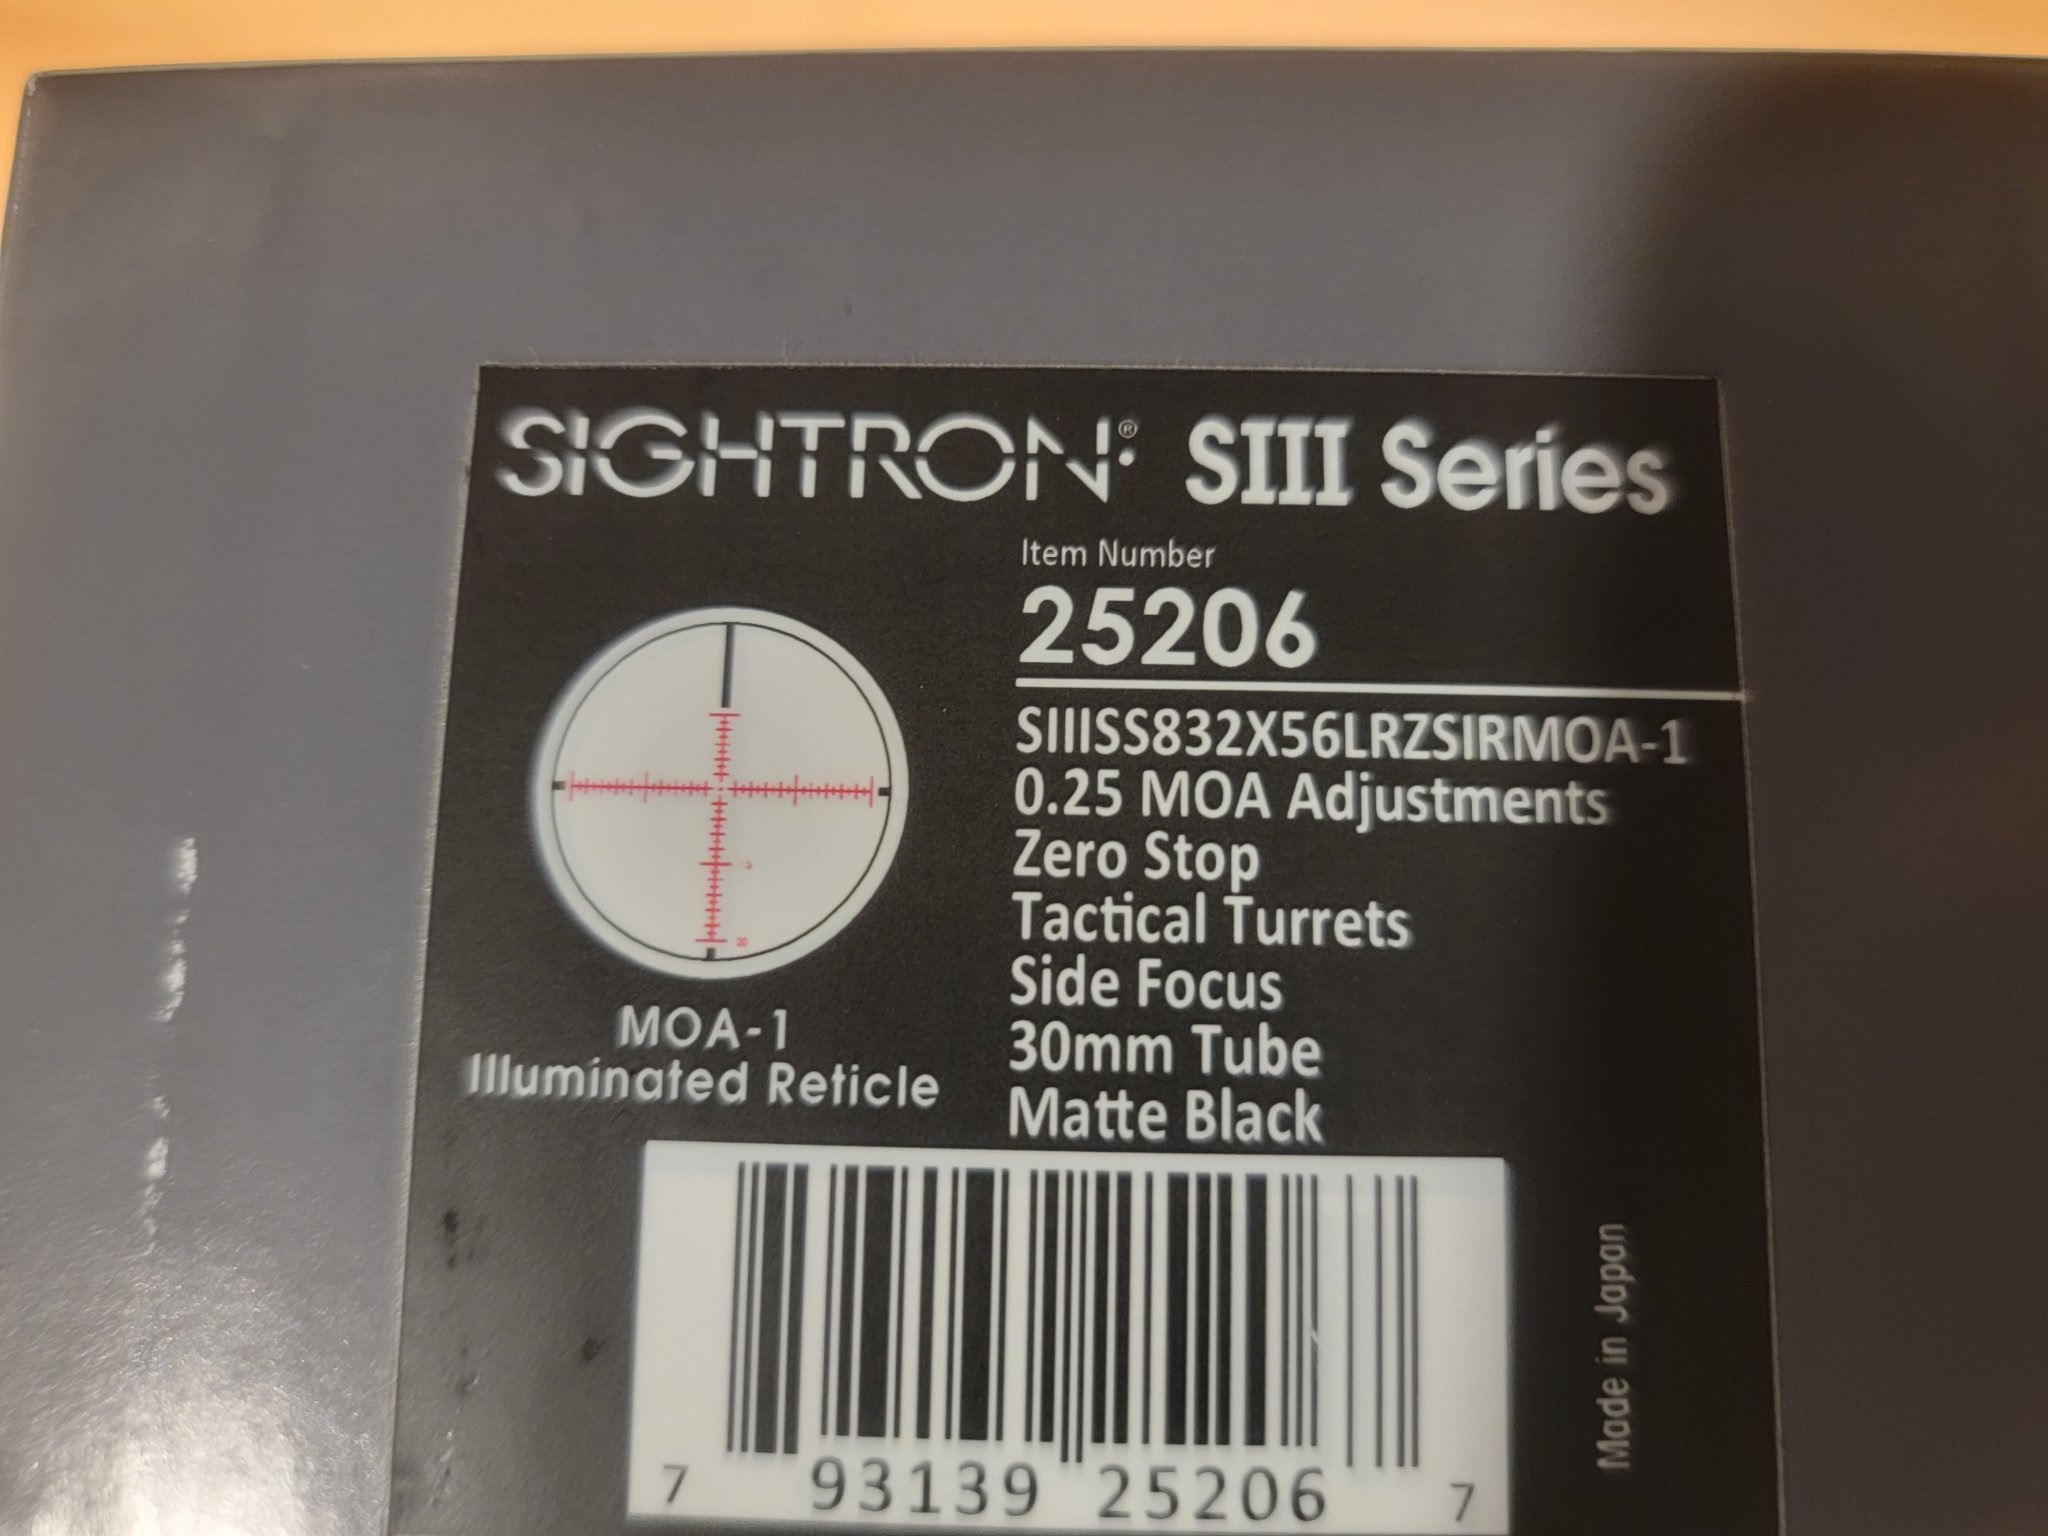 SIGHTRON® SIII Series
Item Number
25206
SIIISS832X56LRZSIRMOA-1
0.25 MOA Adjustments
Zero Stop
Tactical Turrets
Side Focus
30mm Tube
Matte Black
20
MOA-1
Illuminated Reticle
7 93139 25206 7
Made in Japan